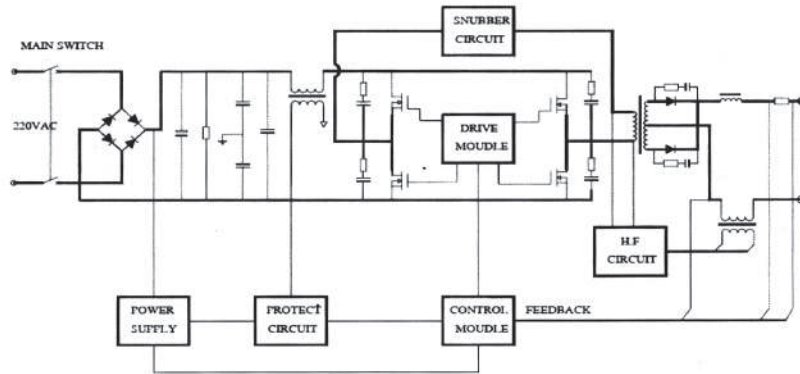 SNUBBER
CIRCUIT
MAIN SWITCH
220VAC
DRIVE
MOUDLE
H.F
CIRCUIT
POWER
SUPPLY
PROTECT
CIRCUIT
CONTROL
MOUDLE
FEEDBACK